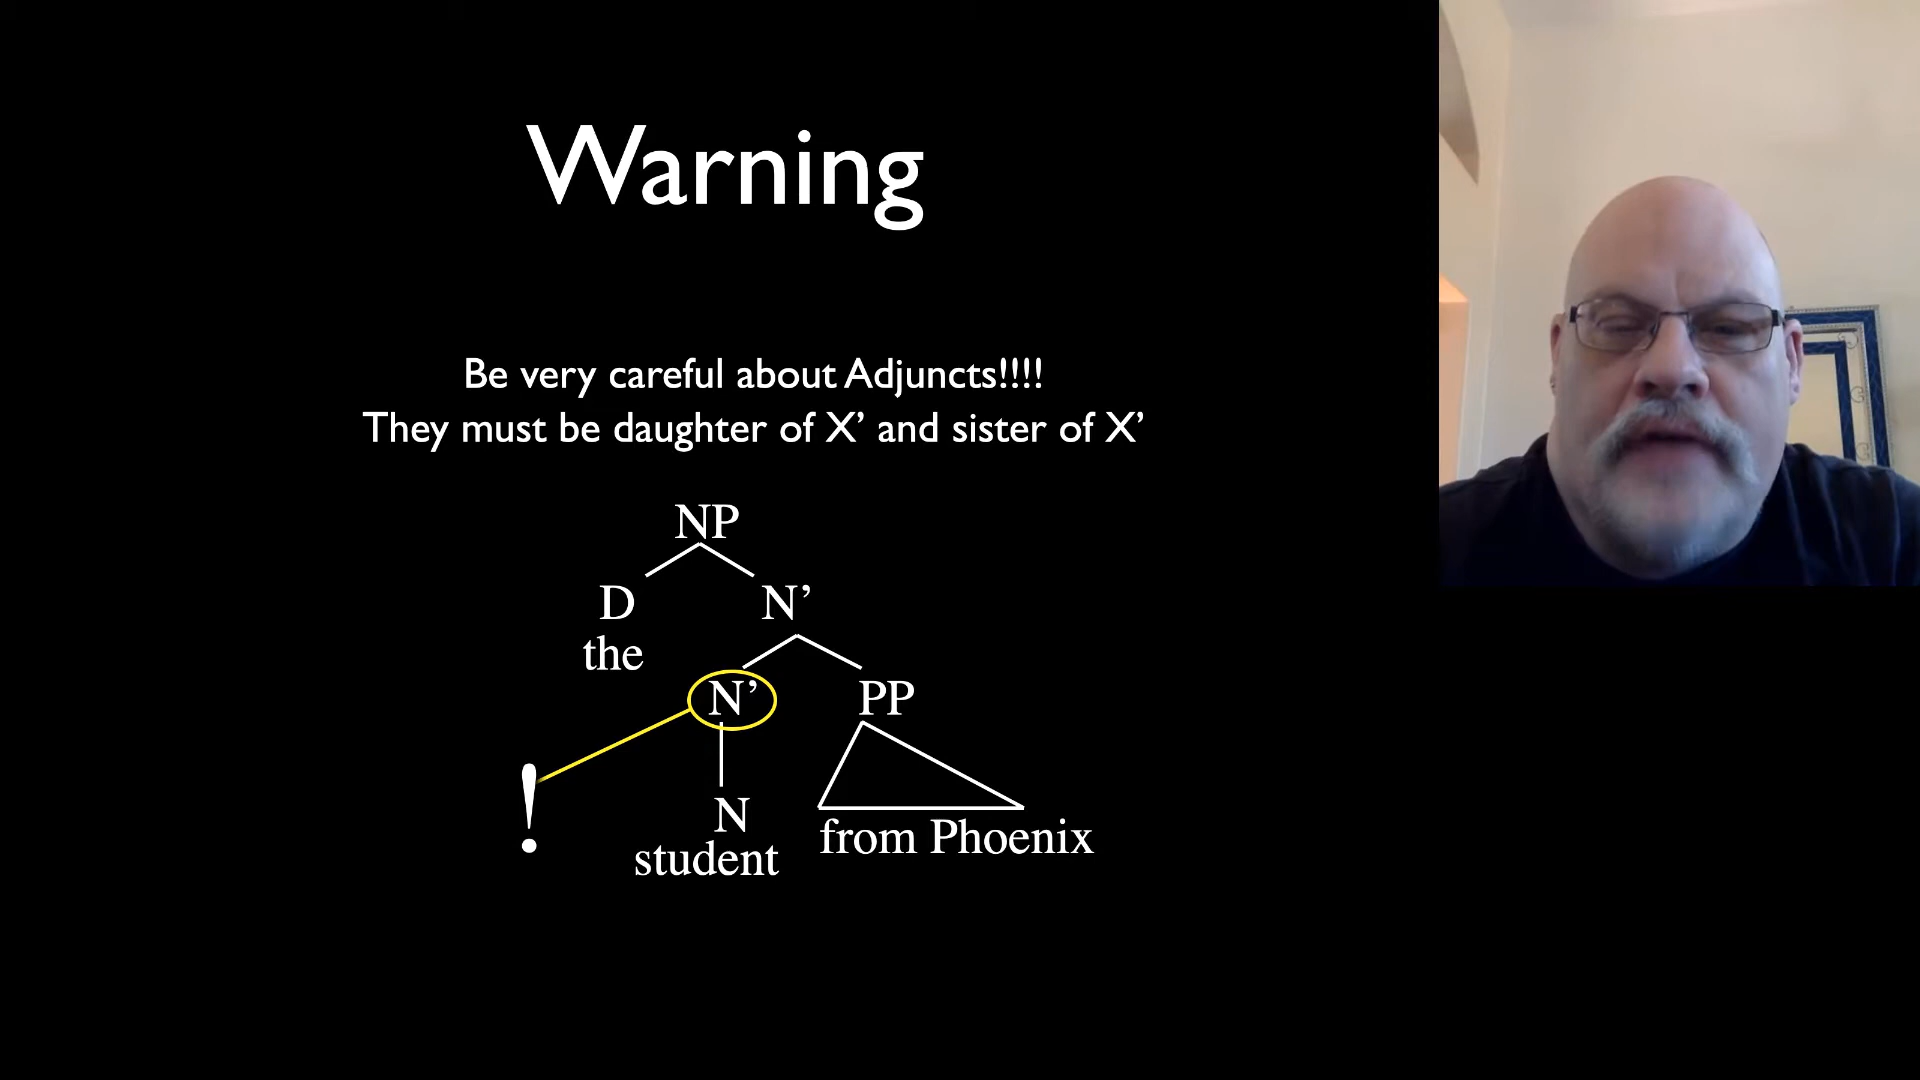 Warning
Be very careful about Adjuncts!!!!
They must be daughter of X’ and sister of X’
NP
D
N’
the
N’
PP
!
N
from Phoenix
student